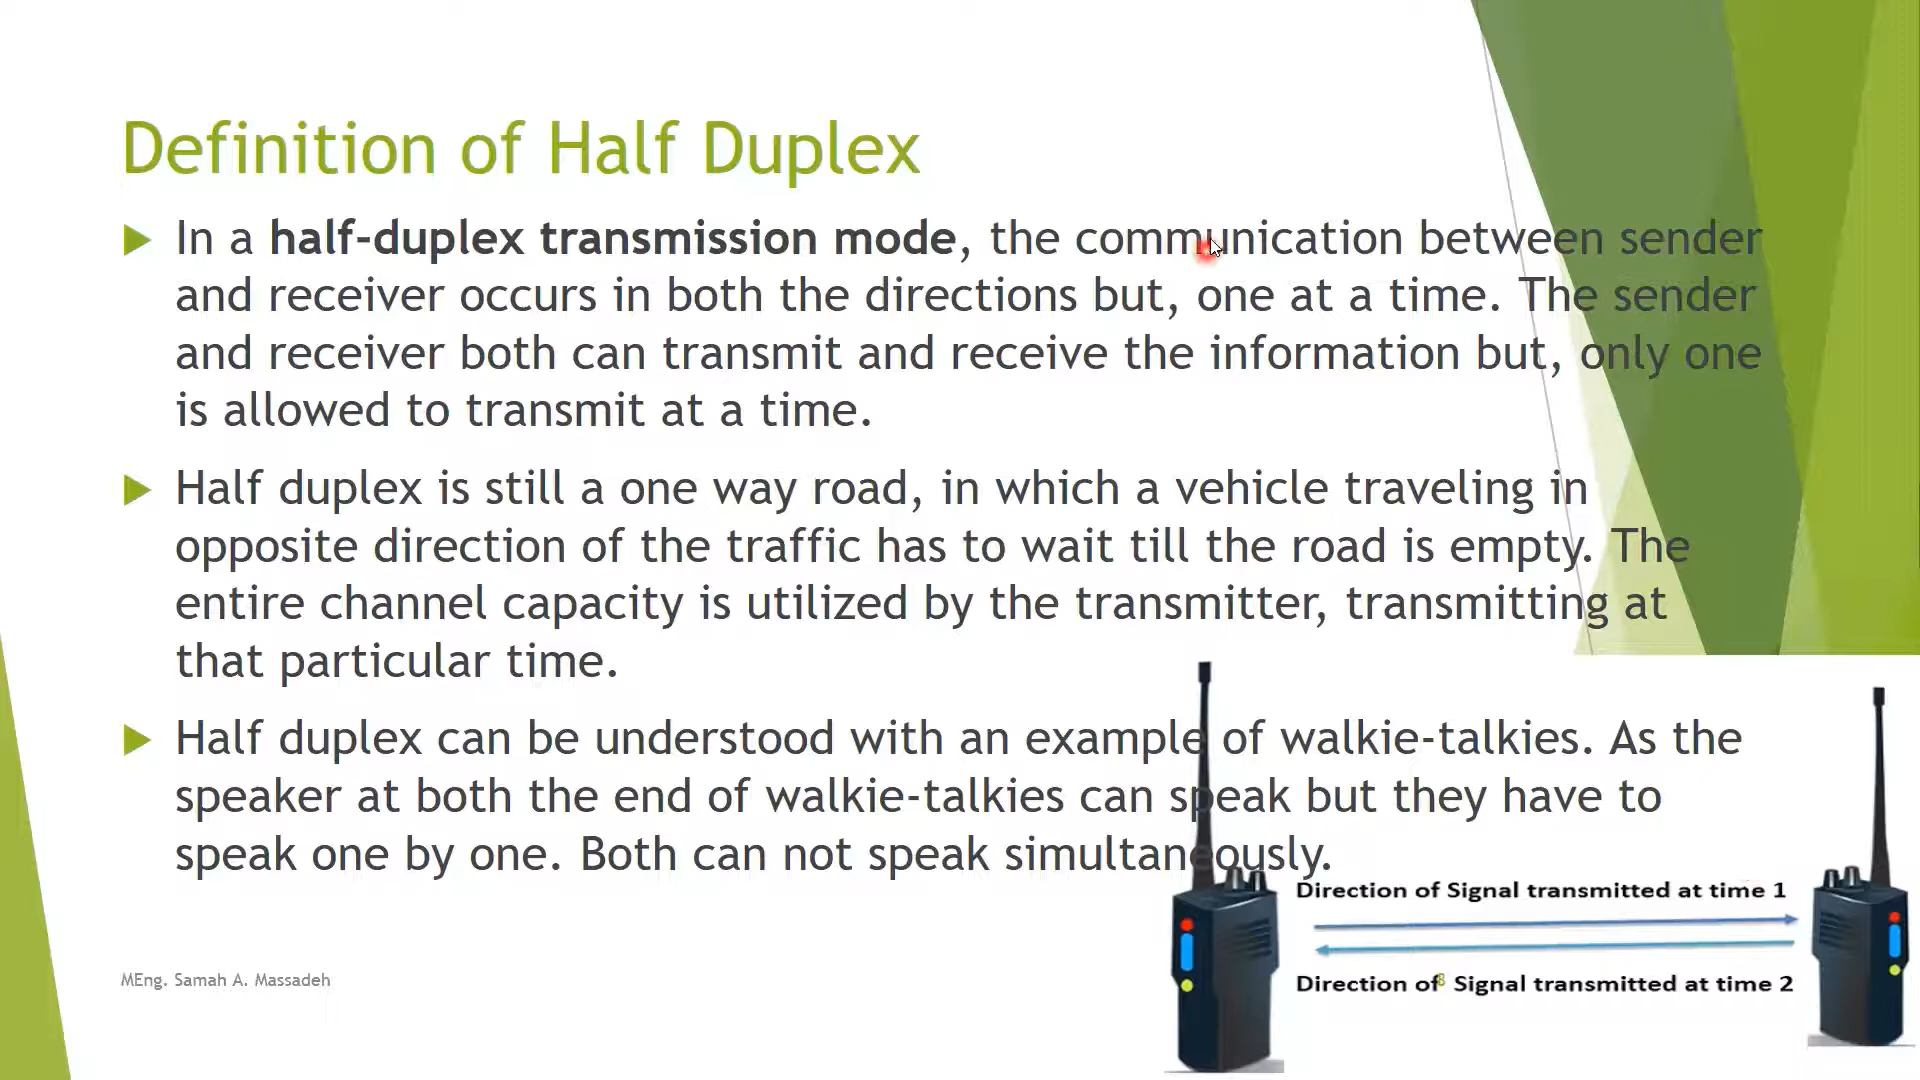 Definition of Half Duplex
In a half-duplex transmission mode, the communication between sender
and receiver occurs in both the directions but, one at a time. The sender
and receiver both can transmit and receive the information but, only one
is allowed to transmit at a time.
Half duplex is still a one way road, in which a vehicle traveling in
opposite direction of the traffic has to wait till the road is empty. The
entire channel capacity is utilized by the transmitter, transmitting at
that particular time.
Half duplex can be understood with an example of walkie-talkies. As the
speaker at both the end of walkie-talkies can speak but they have to
speak one by one. Both can not speak simultaneously.
Direction of Signal transmitted at time 1
Direction of Signal transmitted at time 2
8
MEng. Samah A. Massadeh